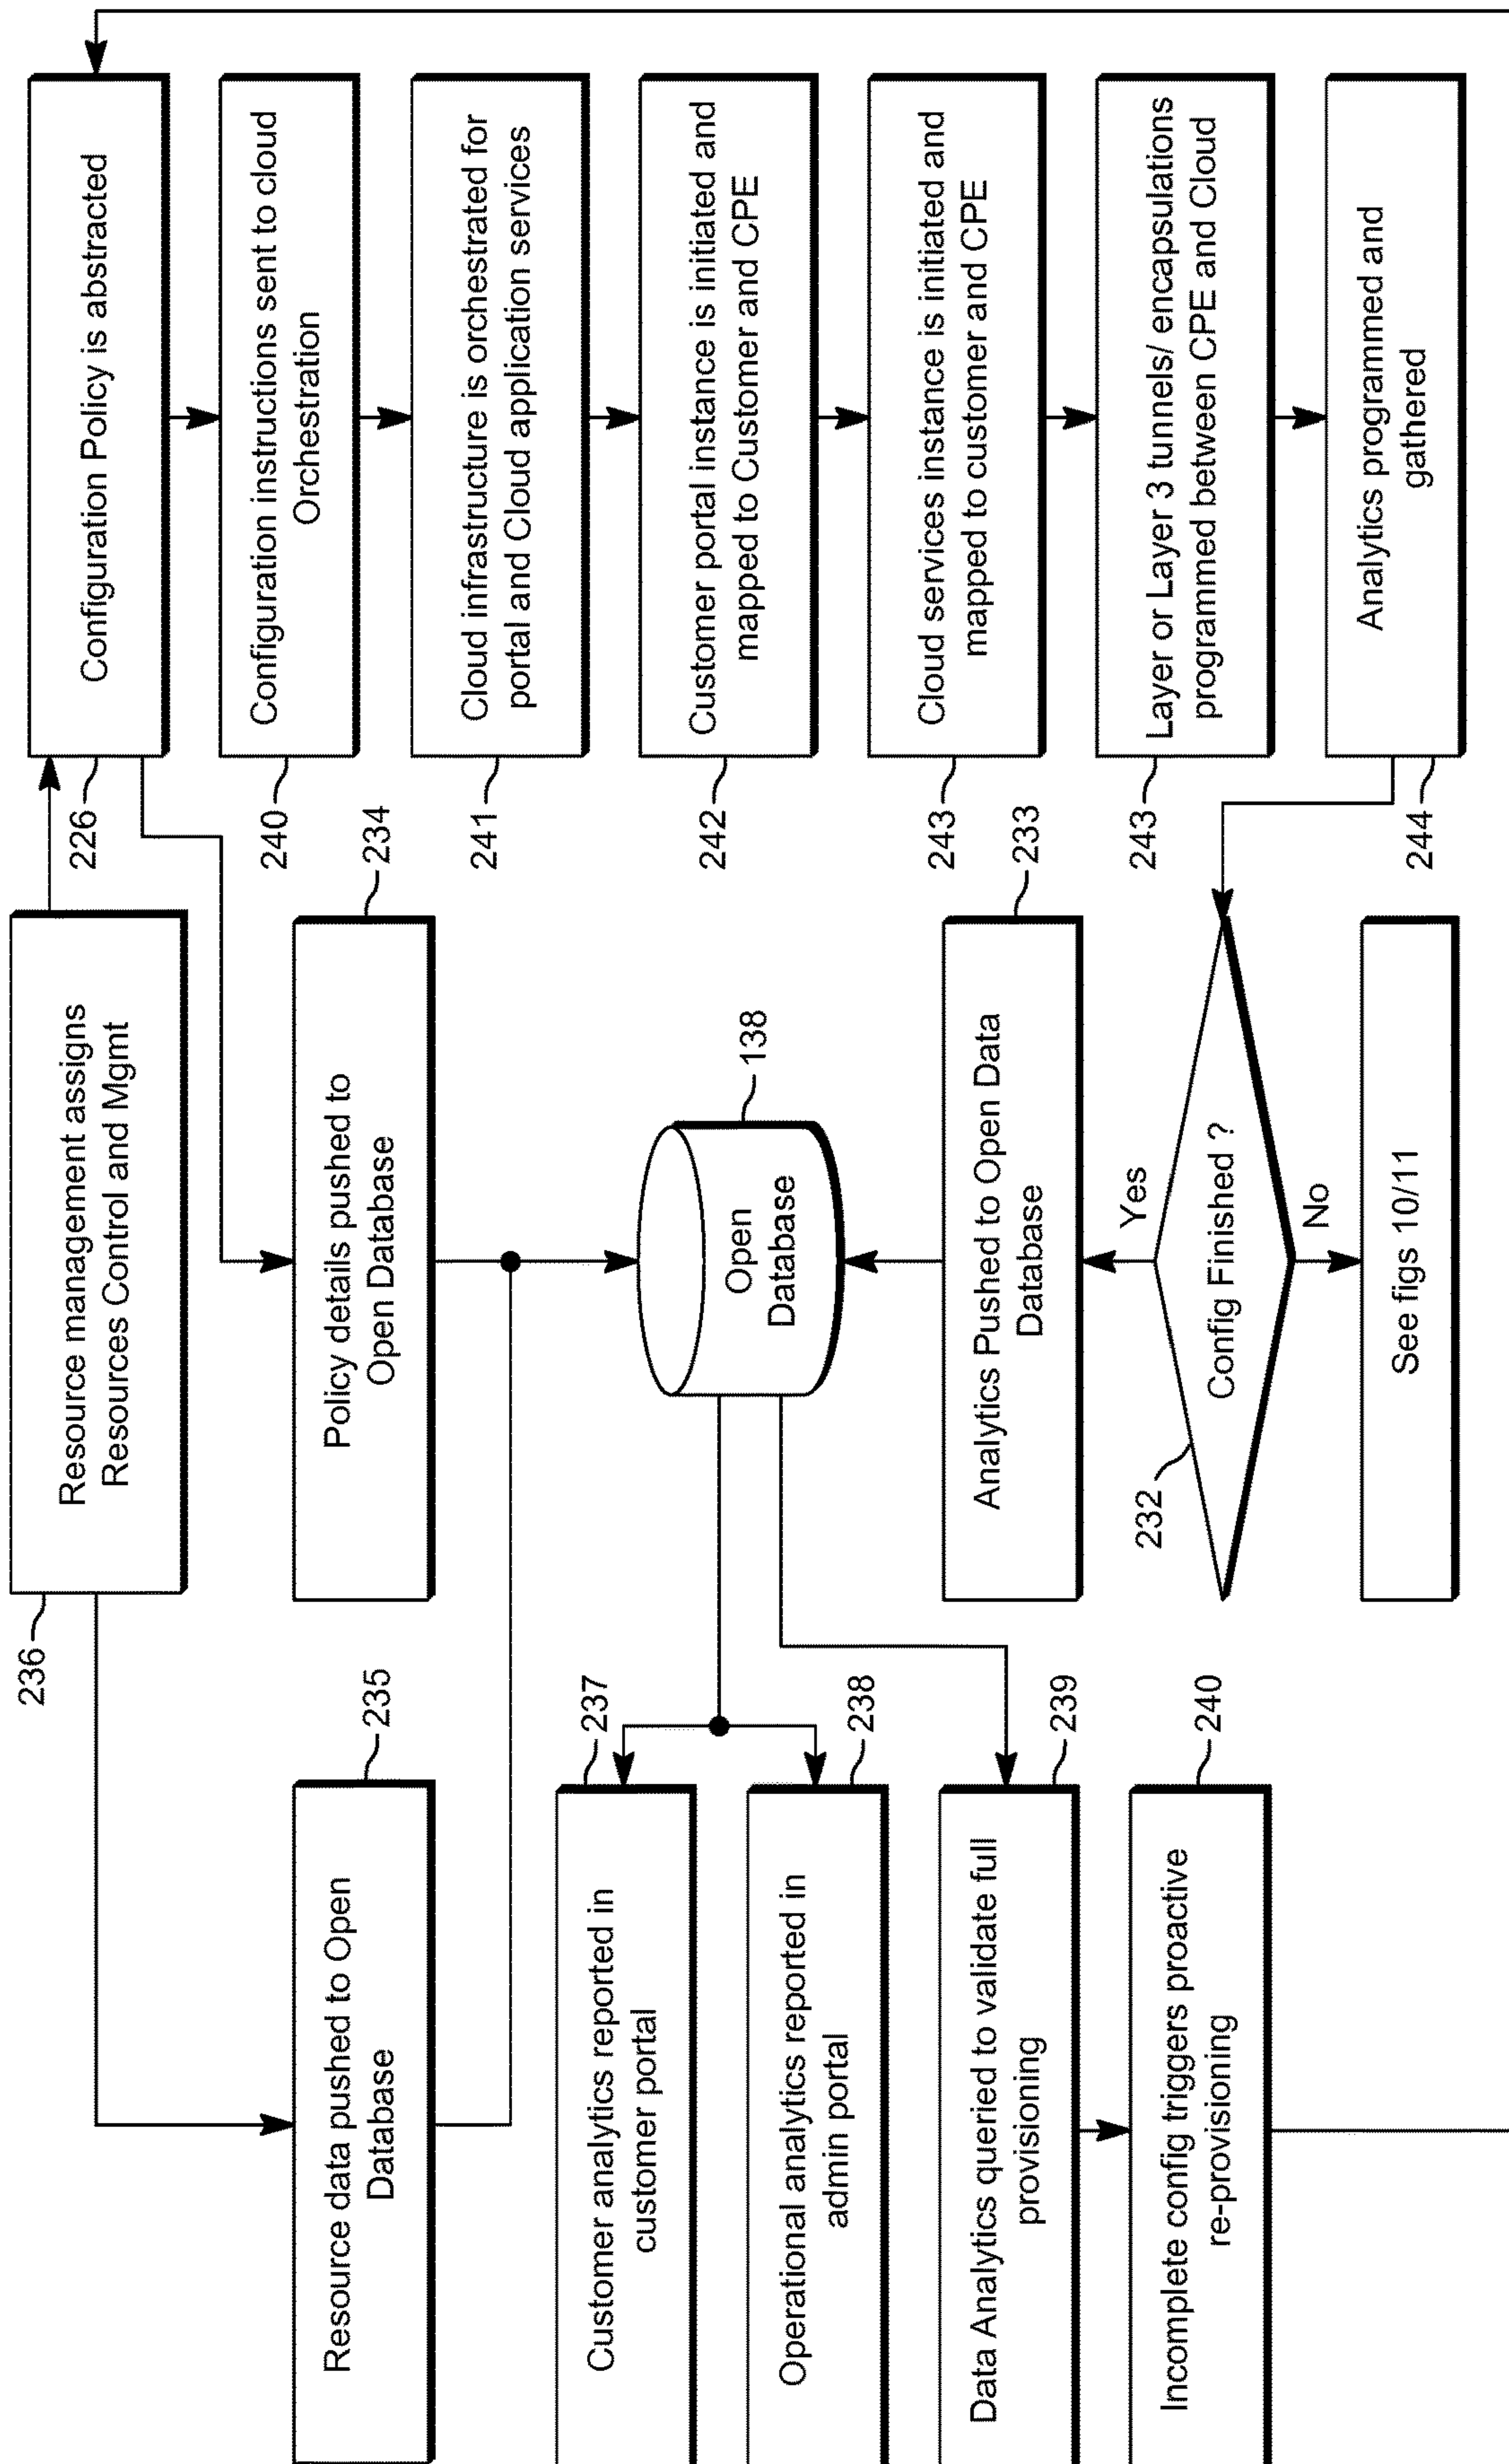 236
Resource management assigns
Resources Control and Mgmt
226
Configuration Policy is abstracted
235
Resource data pushed to Open
Database
234
Policy details pushed to
Open Database
240
Configuration instructions sent to cloud
Orchestration
241
Cloud infrastructure is orchestrated for
portal and Cloud application services
237
Customer analytics reported in
customer portal
138
Open
Database
242
Customer portal instance is initiated and
mapped to Customer and CPE
238
Operational analytics reported in
admin portal
243
Cloud services instance is initiated and
mapped to customer and CPE
239
Data Analytics queried to validate full
provisioning
233
Analytics Pushed to Open Data
Database
243
Layer or Layer 3 tunnels/ encapsulations
programmed between CPE and Cloud
240
Incomplete config triggers proactive
re-provisioning
Yes
232
Config Finished ?
No
244
Analytics programmed and
gathered
See figs 10/11